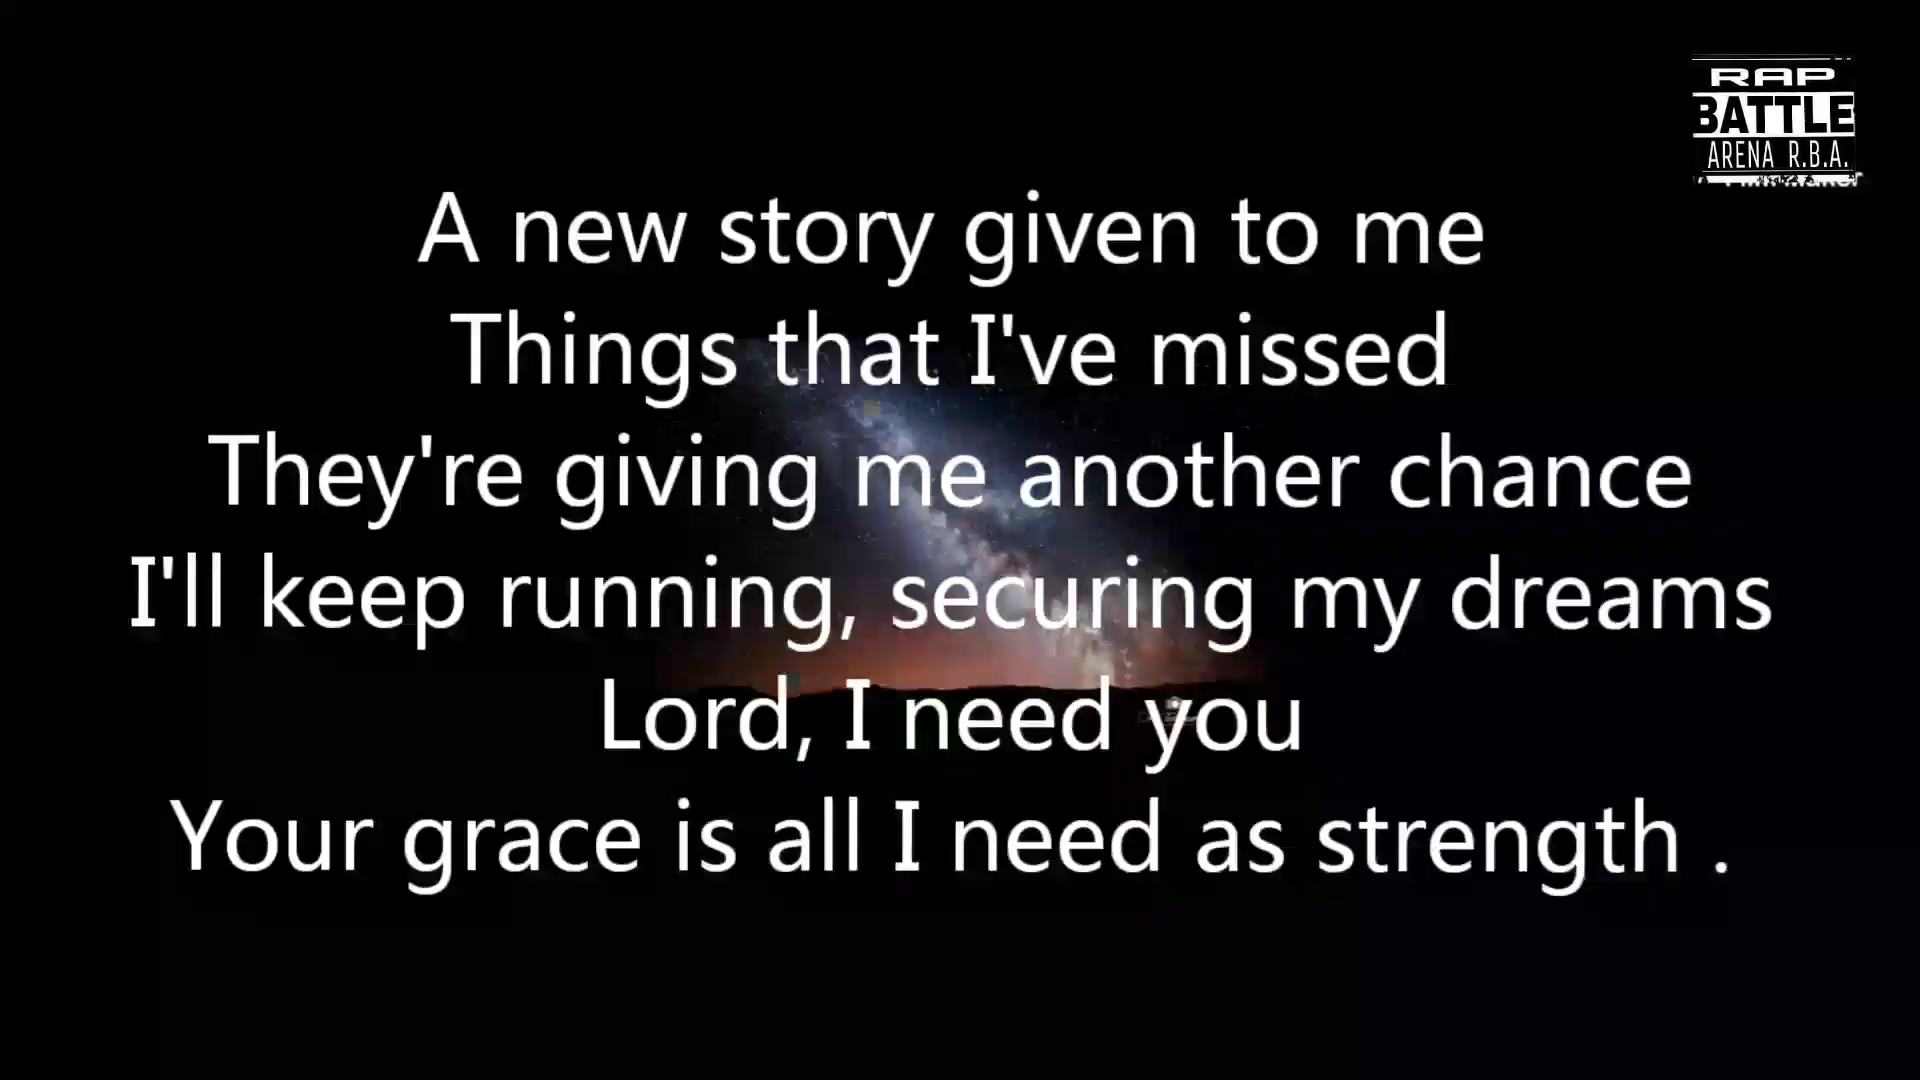 RAP
BATTLE
ARENA R.B.A.
A new story given to me
Things that I've missed
They're giving me another chance
I'll keep running, securing my dreams
Lord, I need you
Your grace is all I need as strength .